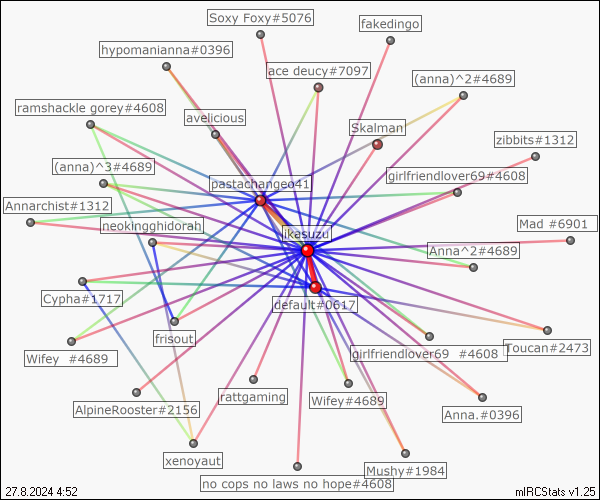 Soxy Foxy#5076
fakedingo
hypomanianna#0396
ace deucy#7097
(anna)^2#4689
ramshackle gorey#4608
avelicious
Skalman
zibbits#1312
(anna)^3#4689
girlfriendlover69#4608
pastachangeo41
Annarchist#1312
neokingghidorah
Mad #6901
ikasuzu
Anna^2#4689
Cypha#1717
default#0617
frisout
Toucan#2473
Wifey #4689
girlfriendlover69 #4608
rattgaming
Wifey#4689
AlpineRooster#2156
Anna.#0396
xenoyaut
Mushy#1984
no cops no laws no hope#4608
27.8.2024 4:52
mIRCStats v1.25